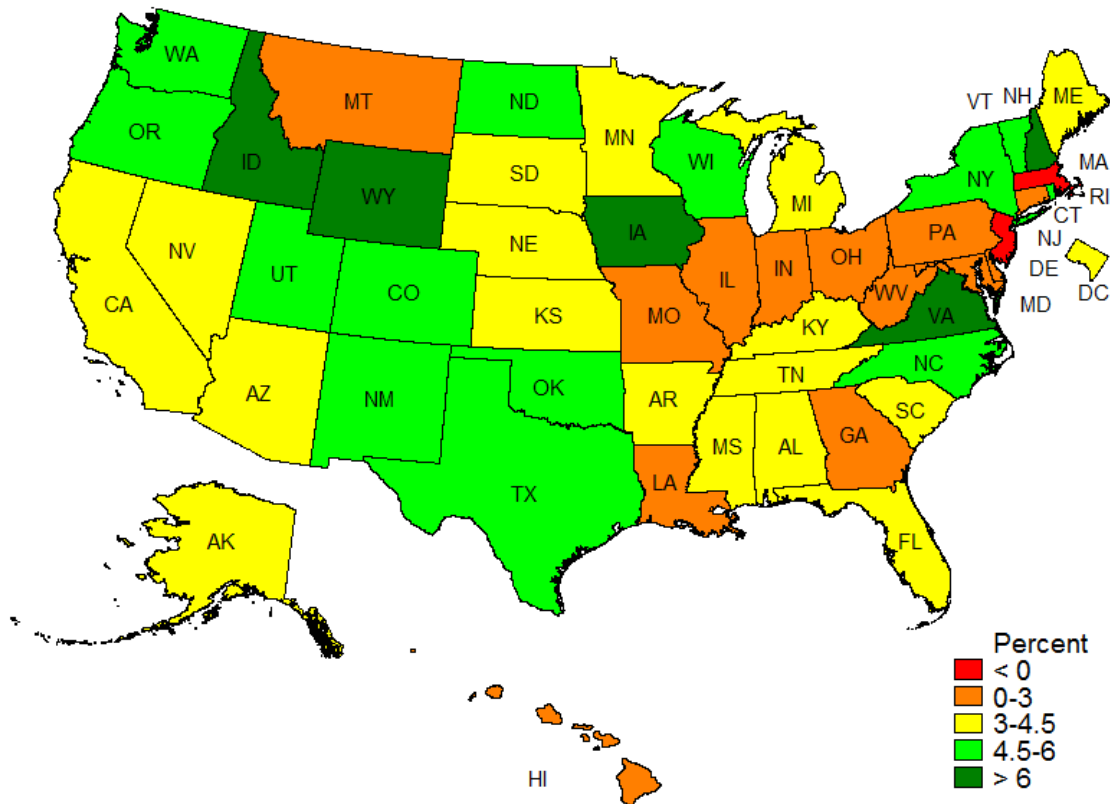 WA
MT
ND
MN
VT NH ME
OR
ID
SD
WI
NY
MA
WY
MI
RI
CT
IA
NE
PA
NJ
NV
OH
IL
IN
DE
UT
CO
DC
CA
WV
MD
KS
MO
VA
KY
NC
TN
AZ
NM
OK
AR
SC
GA
MS
AL
LA
TX
AK
FL
HI
Percent
< 0
0-3
3-4.5
4.5-6
> 6